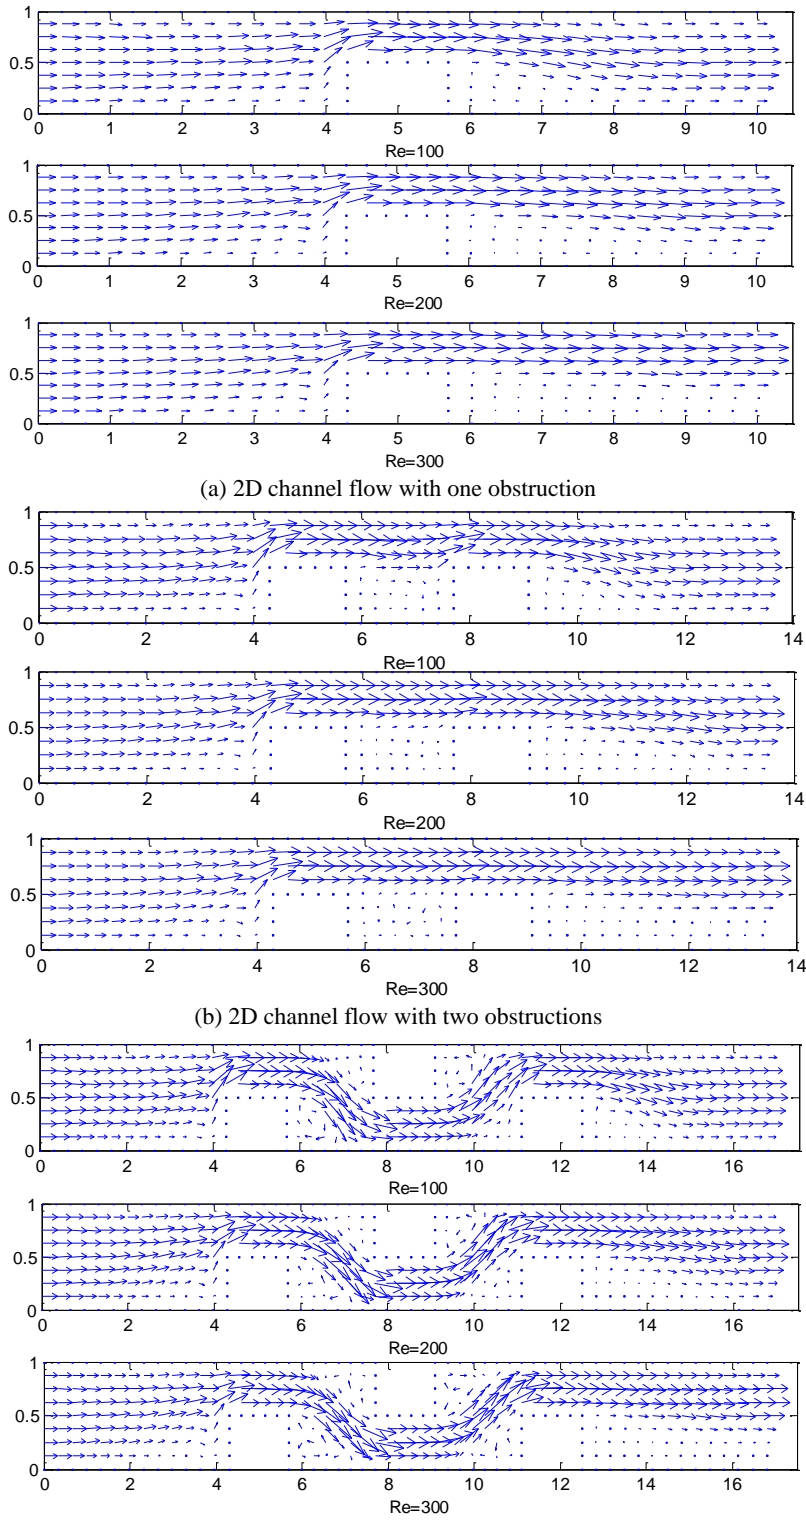 1
0.5
0
0 1 2 3 4 5 6 7 8 9 10
Re=100
1
0.5
0
0 1 2 3 4 5 6 7 8 9 10
Re=200
1
0.5
0
0 1 2 3 4 5 6 7 8 9 10
Re=300
(a) 2D channel flow with one obstruction
1
0.5
0
0 2 4 6 8 10 12 14
Re=100
1
0.5
0
0 2 4 6 8 10 12 14
Re=200
1
0.5
0
0 2 4 6 8 10 12 14
Re=300
(b) 2D channel flow with two obstructions
1
0.5
0
0 2 4 6 8 10 12 14 16
Re=100
1
0.5
0
0 2 4 6 8 10 12 14 16
Re=200
1
0.5
0
0 2 4 6 8 10 12 14 16
Re=300